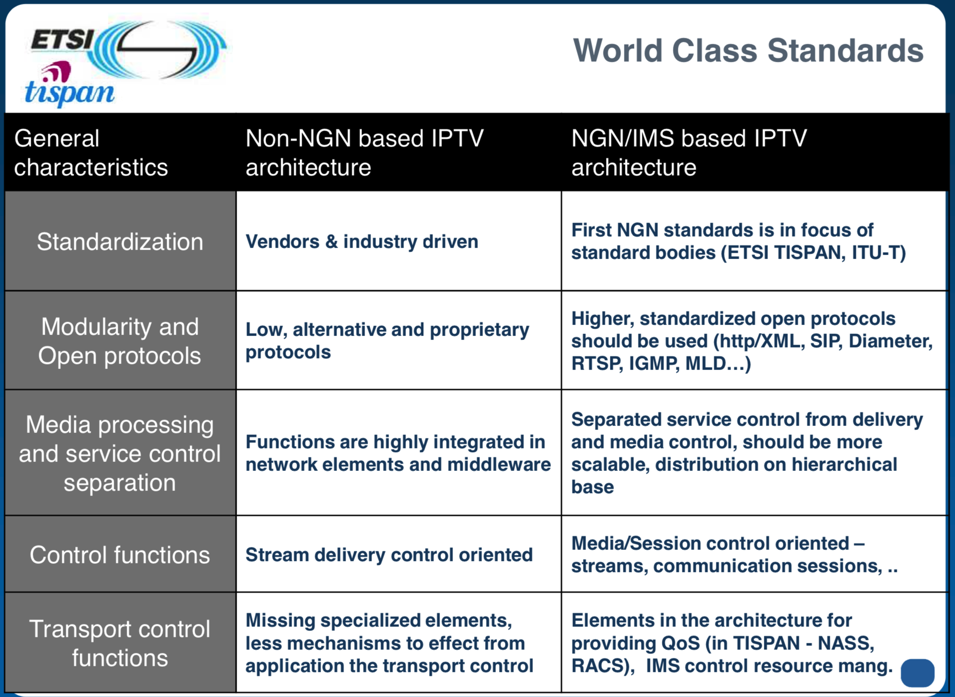 ETSI
tispan
World Class Standards
General
characteristics
Non-NGN based IPTV
architecture
NGN/IMS based IPTV
architecture
Standardization
Vendors & industry driven
First NGN standards is in focus of
standard bodies (ETSI TISPAN, ITU-T)
Modularity and
Open protocols
Low, alternative and proprietary
protocols
Higher, standardized open protocols
should be used (http/XML, SIP, Diameter,
RTSP, IGMP, MLD…)
Media processing
and service control
separation
Functions are highly integrated in
network elements and middleware
Separated service control from delivery
and media control, should be more
scalable, distribution on hierarchical
base
Control functions
Stream delivery control oriented
Media/Session control oriented –
streams, communication sessions, ..
Transport control
functions
Missing specialized elements,
less mechanisms to effect from
application the transport control
Elements in the architecture for
providing QoS (in TISPAN - NASS,
RACS),  IMS control resource mang.